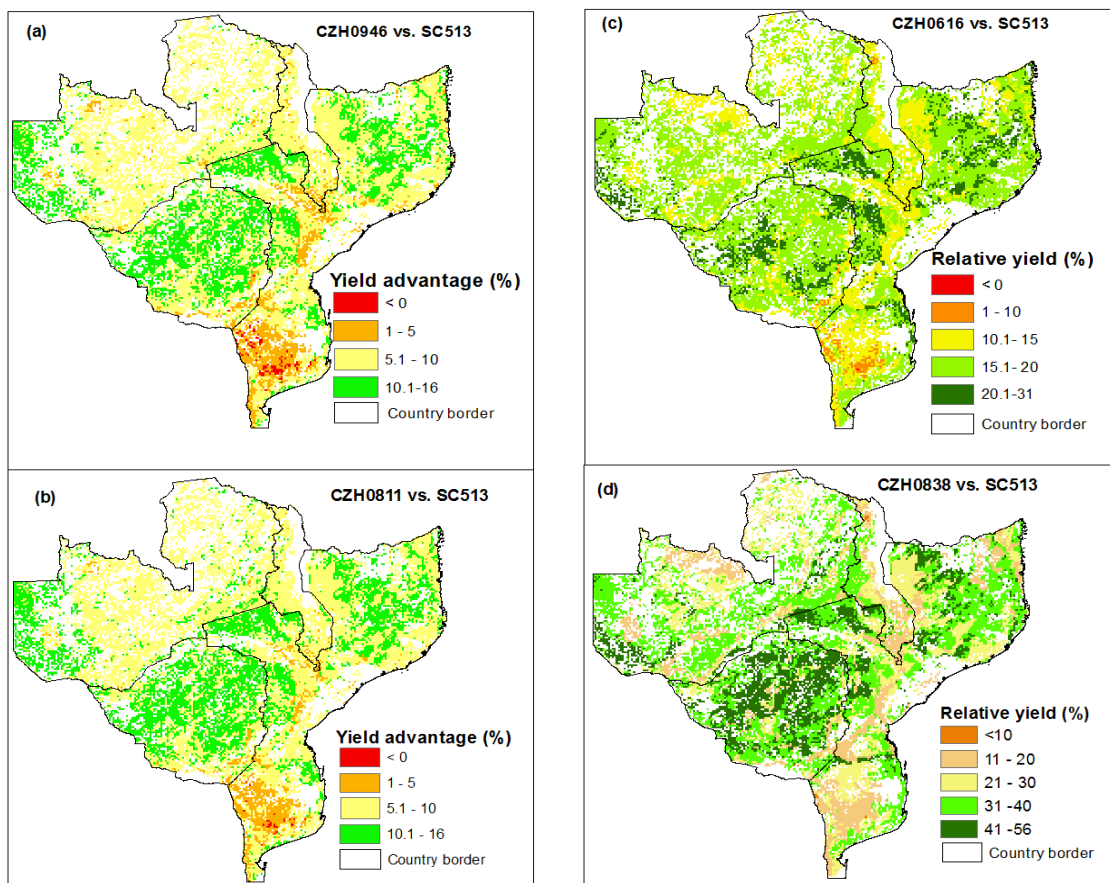 (a)
CZH0946 vs. SC513
Yield advantage (%)
< 0
1 - 5
5.1 - 10
10.1-16
Country border
(c)
CZH0616 vs. SC513
Relative yield (%)
< 0
1 - 10
10.1- 15
15.1- 20
20.1-31
Country border
(b)
CZH0811 vs. SC513
Yield advantage (%)
< 0
1 - 5
5.1 - 10
10.1 - 16
Country border
(d)
CZH0838 vs. SC513
Relative yield (%)
<10
11 - 20
21 - 30
31 -40
41 -56
Country border